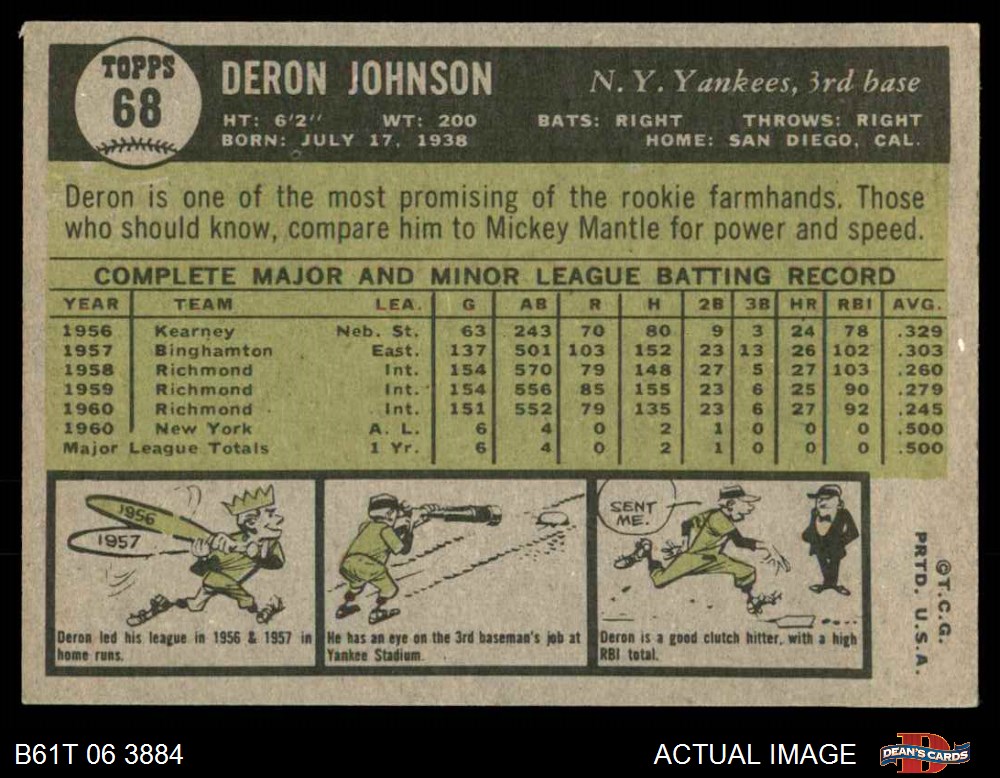 TOPPS
68
DERON JOHNSON
N. Y. Yankees, 3rd base
HT: 6'2" WT: 200 BATS: RIGHT THROWS: RIGHT
BORN: JULY 17, 1938 HOME: SAN DIEGO, CAL.
Deron is one of the most promising of the rookie farmhands. Those
who should know, compare him to Mickey Mantle for power and speed.
COMPLETE MAJOR AND MINOR LEAGUE BATTING RECORD
YEAR TEAM LEA. G AB R H 2B 3B HR RBI AVG.
1956 Kearney Neb. St. 63 243 70 80 9 3 24 78 .329
1957 Binghamton East. 137 501 103 152 23 13 26 102 .303
1958 Richmond Int. 154 570 79 148 27 5 27 103 .260
1959 Richmond Int. 154 556 85 155 23 6 25 90 .279
1960 Richmond Int. 151 552 79 135 23 6 27 92 .245
1960 New York A. L. 6 4 0 2 1 0 0 0 .500
Major League Totals 1 Yr. 6 4 0 2 1 0 0 0 .500
1956
1957
Deron led his league in 1956 & 1957 in
home runs.
He has an eye on the 3rd baseman's job at
Yankee Stadium.
SENT
ME.
Deron is a good clutch hitter, with a high
RBI total.
©T.C.G.
PRTD. U.S.A.
B61T 06 3884
ACTUAL IMAGE
DEAN'S CARDS